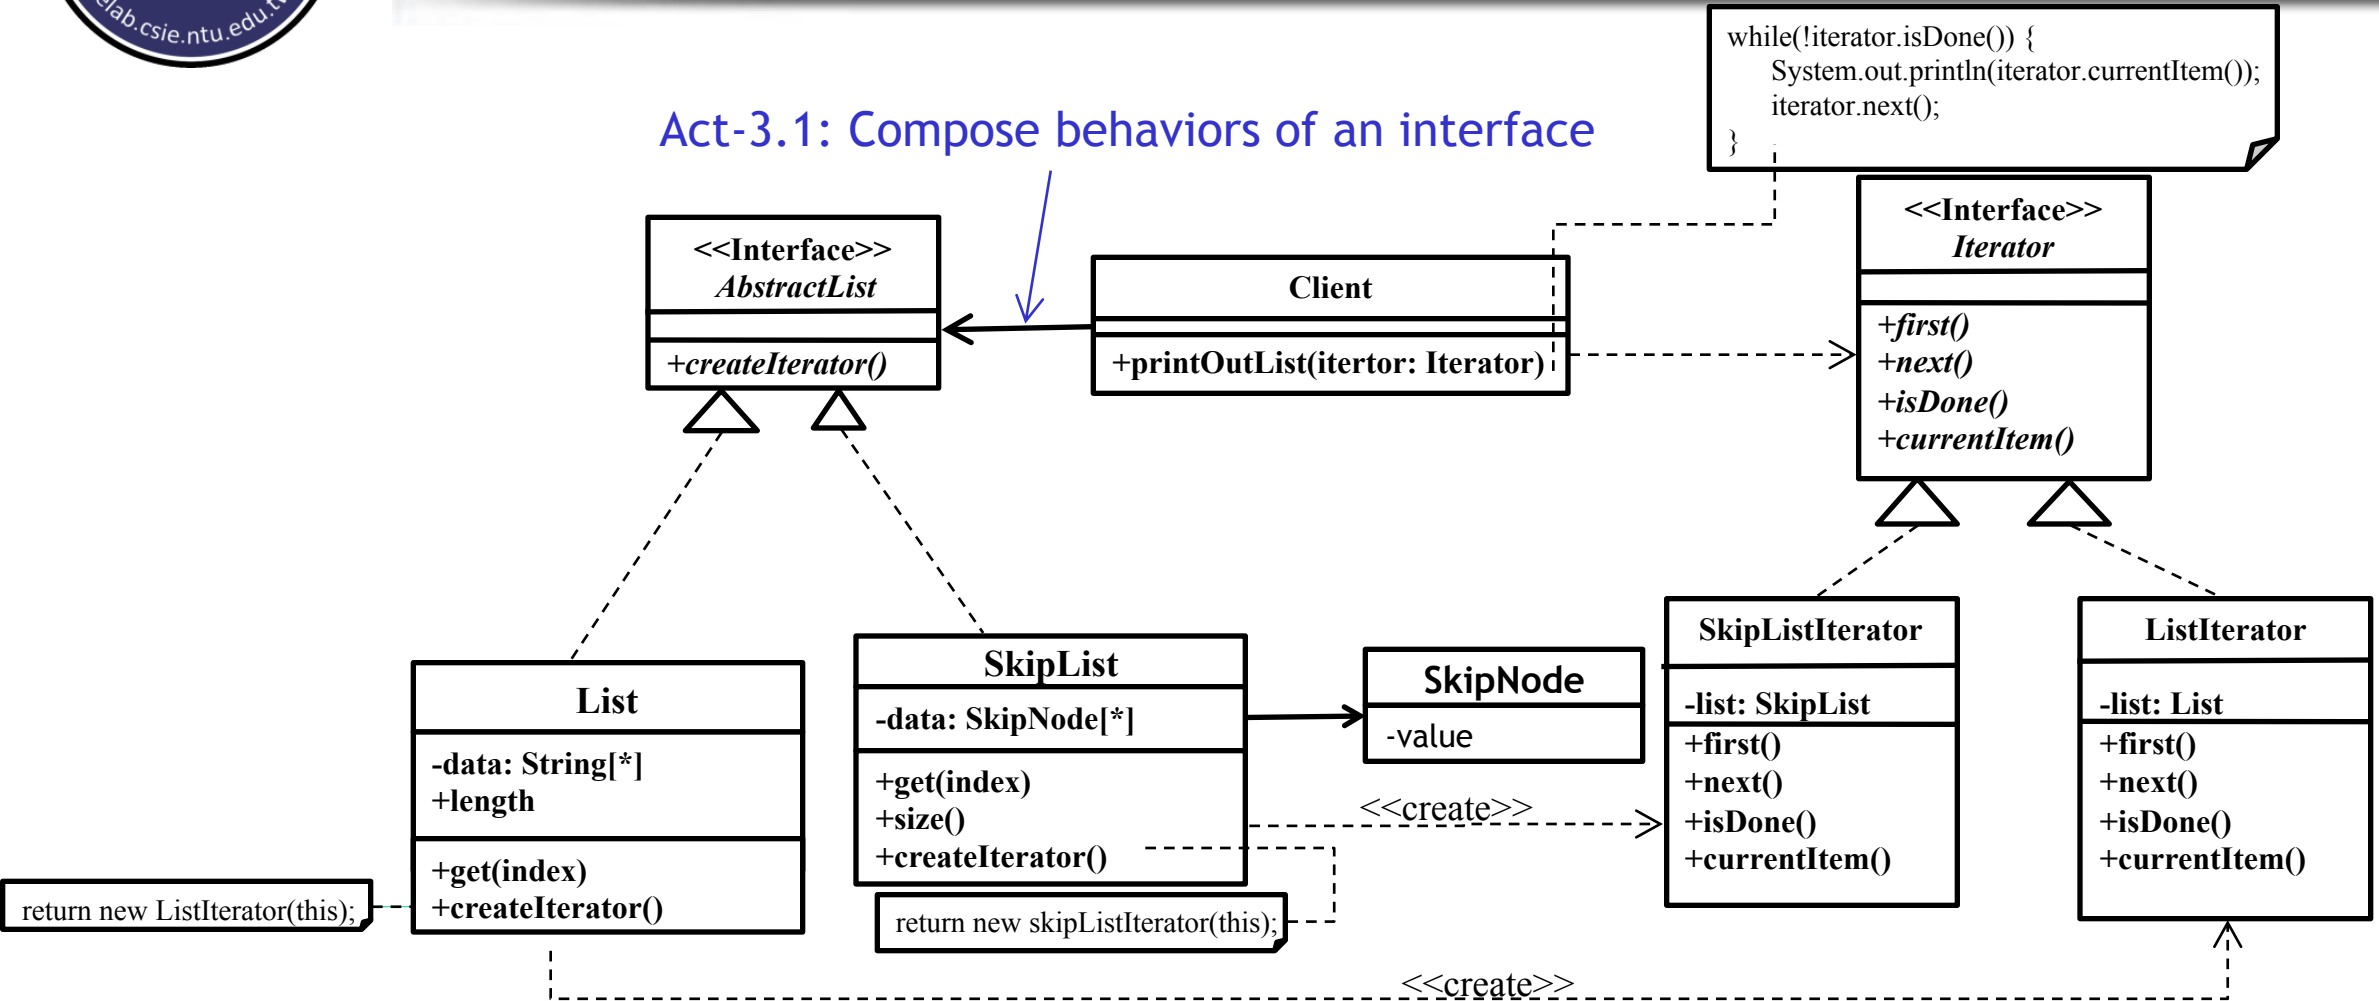 elab.csie.ntu.edu.tw
while(!iterator.isDone()) {
System.out.println(iterator.currentItem());
iterator.next();
}
Act-3.1: Compose behaviors of an interface
<<Interface>>
AbstractList
+createIterator()
Client
+printOutList(itertor: Iterator)
<<Interface>>
Iterator
+first()
+next()
+isDone()
+currentItem()
List
-data: String[*]
+length
+get(index)
+createIterator()
return new ListIterator(this);
SkipList
-data: SkipNode[*]
+get(index)
+size()
+createIterator()
return new skipListIterator(this);
SkipNode
-value
<<create>>
SkipListIterator
-list: SkipList
+first()
+next()
+isDone()
+currentItem()
ListIterator
-list: List
+first()
+next()
+isDone()
+currentItem()
<<create>>